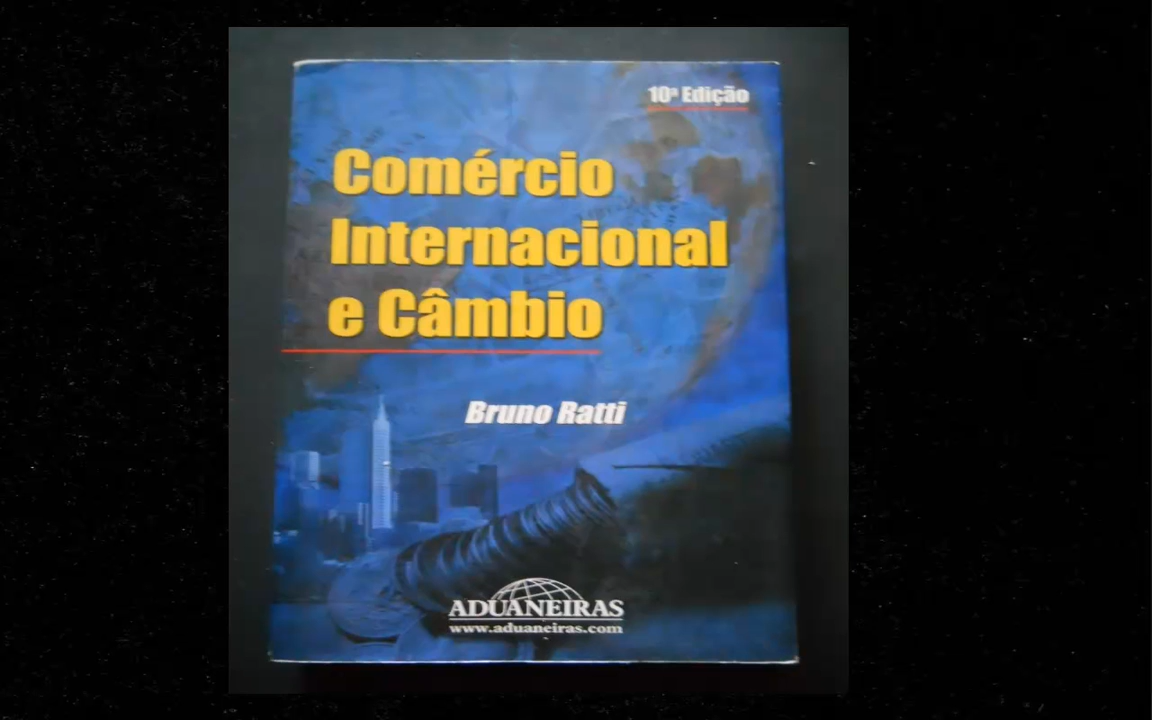 10ª Edição
Comércio
Internacional
e Câmbio
Bruno Ratti
ADUANEIRAS
www.aduaneiras.com